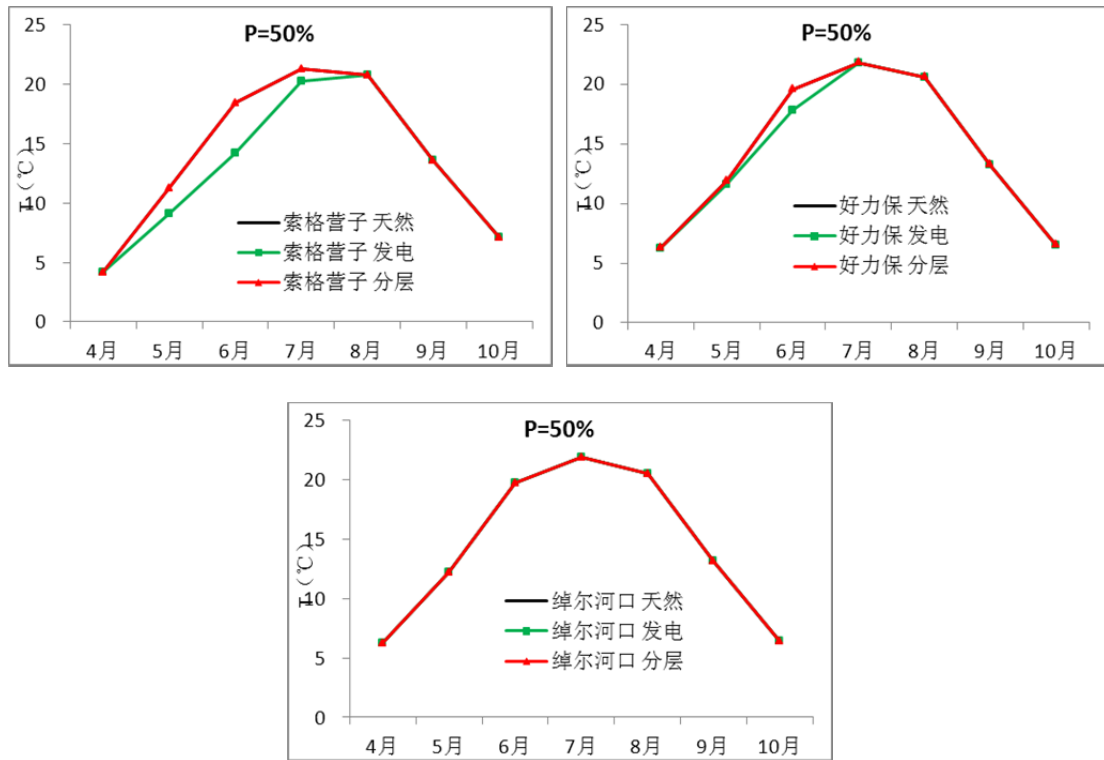 P=50%
25
20
15
10
5
0
T（℃）
索格营子 天然
索格营子 发电
索格营子 分层
4月 5月 6月 7月 8月 9月 10月
P=50%
25
20
15
10
5
0
T（℃）
好力保 天然
好力保 发电
好力保 分层
4月 5月 6月 7月 8月 9月 10月
P=50%
25
20
15
10
5
0
T（℃）
绰尔河口 天然
绰尔河口 发电
绰尔河口 分层
4月 5月 6月 7月 8月 9月 10月